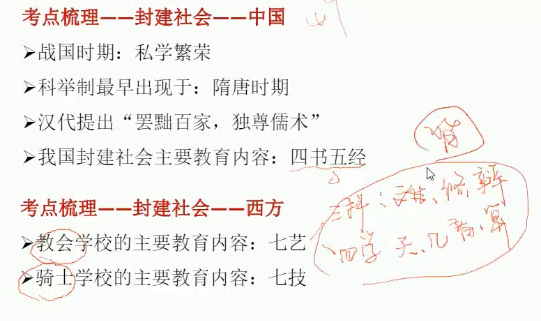 考点梳理——封建社会——中国
➤战国时期：私学繁荣
➤科举制最早出现于：隋唐时期
➤汉代提出“罢黜百家，独尊儒术”
➤我国封建社会主要教育内容：四书五经
三科：
考点梳理——封建社会——西方
四学 天、几 音、算
➤教会学校的主要教育内容：七艺
➤骑士学校的主要教育内容：七技